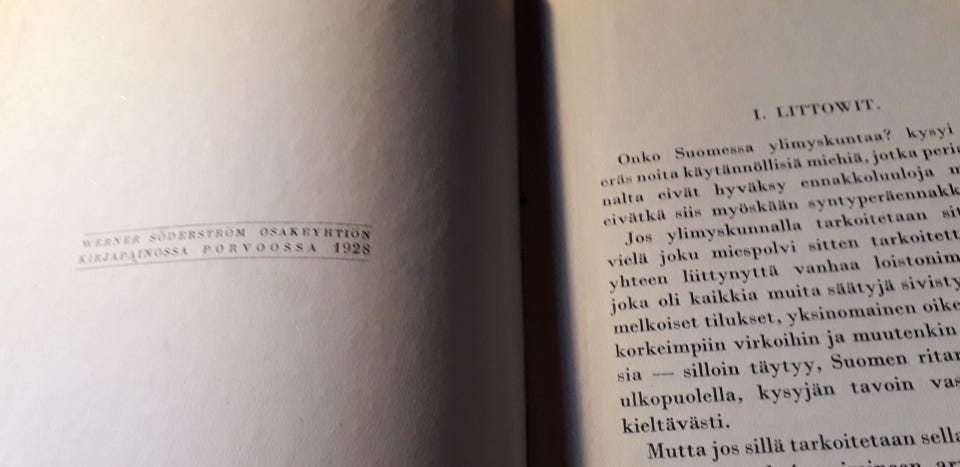 WERNER SÖDERSTRÖM OSAKEYHTIÖN
KIRJAPAINOSSA PORVOOSSA 1928
I. LITTOWIT.
Onko Suomessa ylimyskuntaa? kysyi
eräs noita käytännöllisiä miehiä, jotka peria
nalta eivät hyväksy ennakkoluuloja m
eivätkä siis myöskään syntyperäennakk
Jos ylimyskunnalla tarkoitetaan sit
vielä joku miespolvi sitten tarkoitett
yhteen liittynyttä vanhaa loistonim
joka oli kaikkia muita säätyjä sivisty
melkoiset tilukset, yksinomainen oike
korkeimpiin virkoihin ja muutenkin
sia — silloin täytyy, Suomen ritar
ulkopuolella, kysyjän tavoin vas
kieltävästi.
Mutta jos sillä tarkoitetaan sella